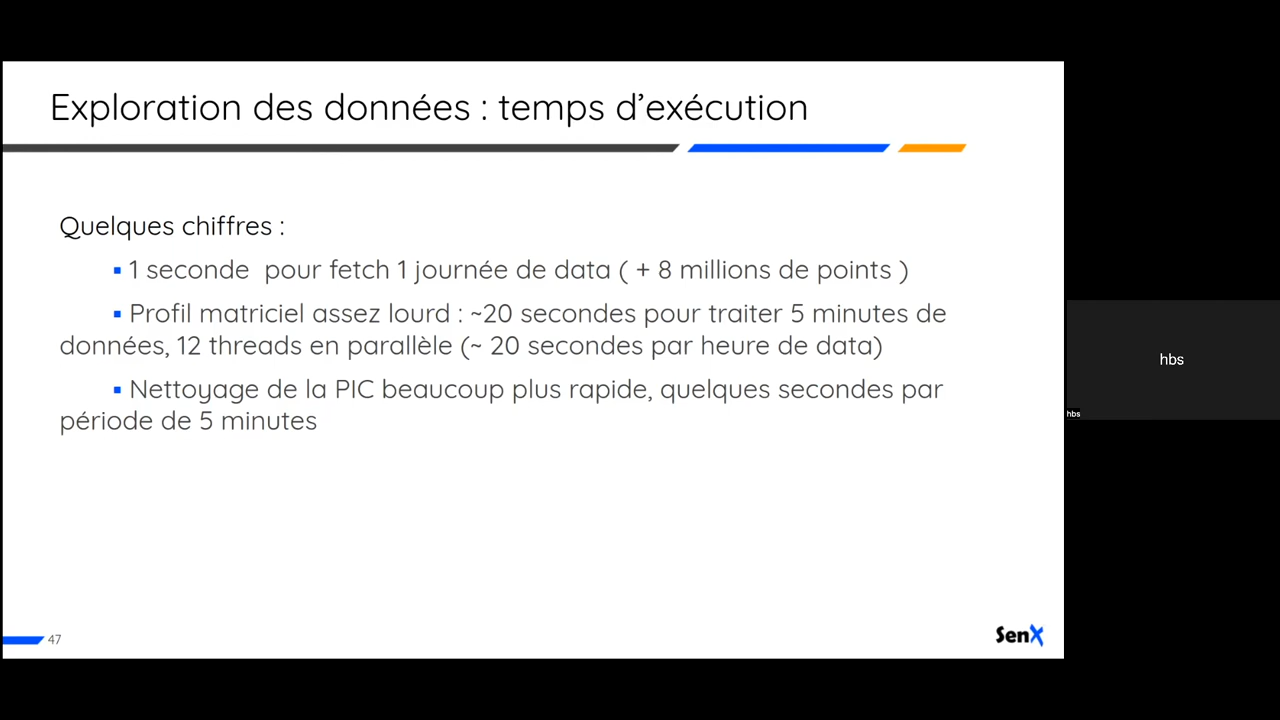 Exploration des données : temps d’exécution
Quelques chiffres :
▪ 1 seconde  pour fetch 1 journée de data ( + 8 millions de points )
▪ Profil matriciel assez lourd : ~20 secondes pour traiter 5 minutes de
données, 12 threads en parallèle (~ 20 secondes par heure de data)
▪ Nettoyage de la PIC beaucoup plus rapide, quelques secondes par
période de 5 minutes
47
SenX
hbs
hbs